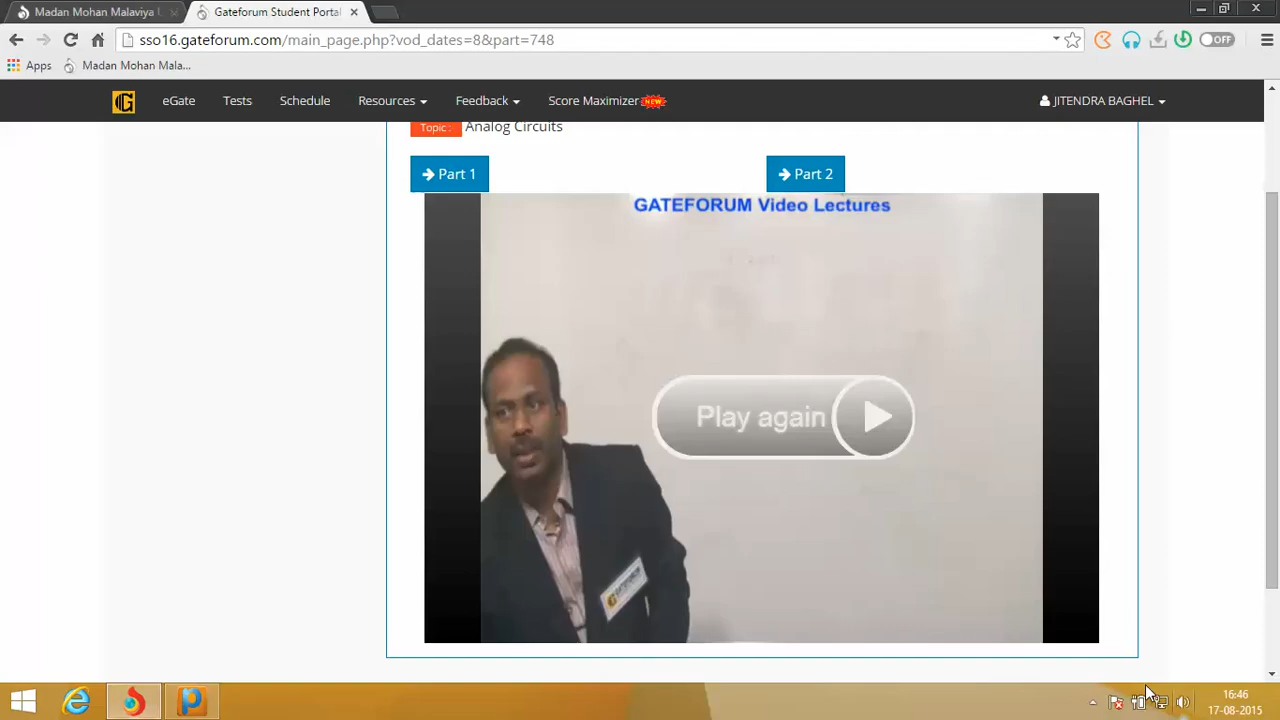 Madan Mohan Malaviya U
Gateforum Student Porta
sso16.gateforum.com/main_page.php?vod_dates=8&part=748
OFF
Apps
Madan Mohan Mala...
G
eGate
Tests
Schedule
Resources
Feedback
Score Maximizer NEW
JITENDRA BAGHEL
Topic : Analog Circuits
Part 1
Part 2
GATEFORUM Video Lectures
Play again
16:46
17-08-2015